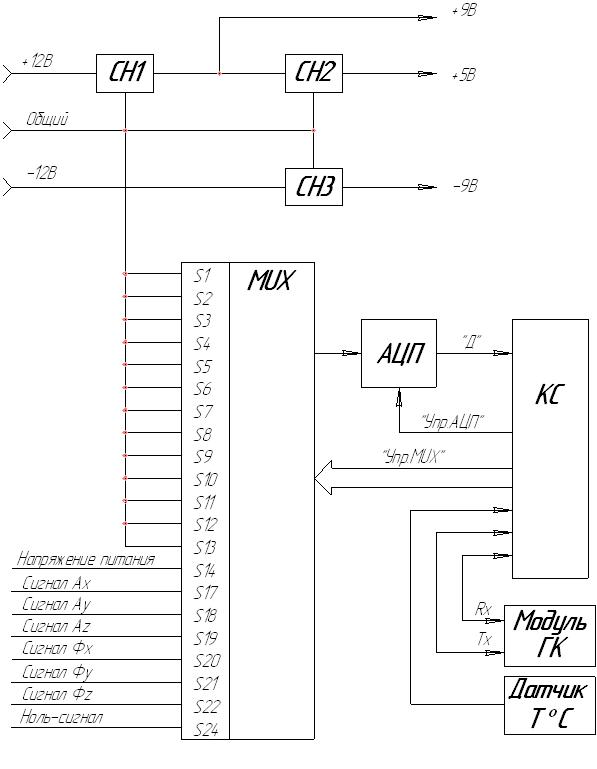 +9В
+12В
СН1
СН2
+5В
Общий
-12В
СН3
-9В
S1
MUX
S2
S3
S4
S5
S6
S7
S8
S9
S10
S11
S12
S13
S14
S17
S18
S19
S20
S21
S22
S24
АЦП
"Д"
КС
"Упр.АЦП"
"Упр.MUX"
Напряжение питания
Сигнал Ax
Сигнал Ay
Сигнал Az
Сигнал Фx
Сигнал Фy
Сигнал Фz
Ноль-сигнал
Rx
Tx
Модуль
ГК
Датчик
T°C